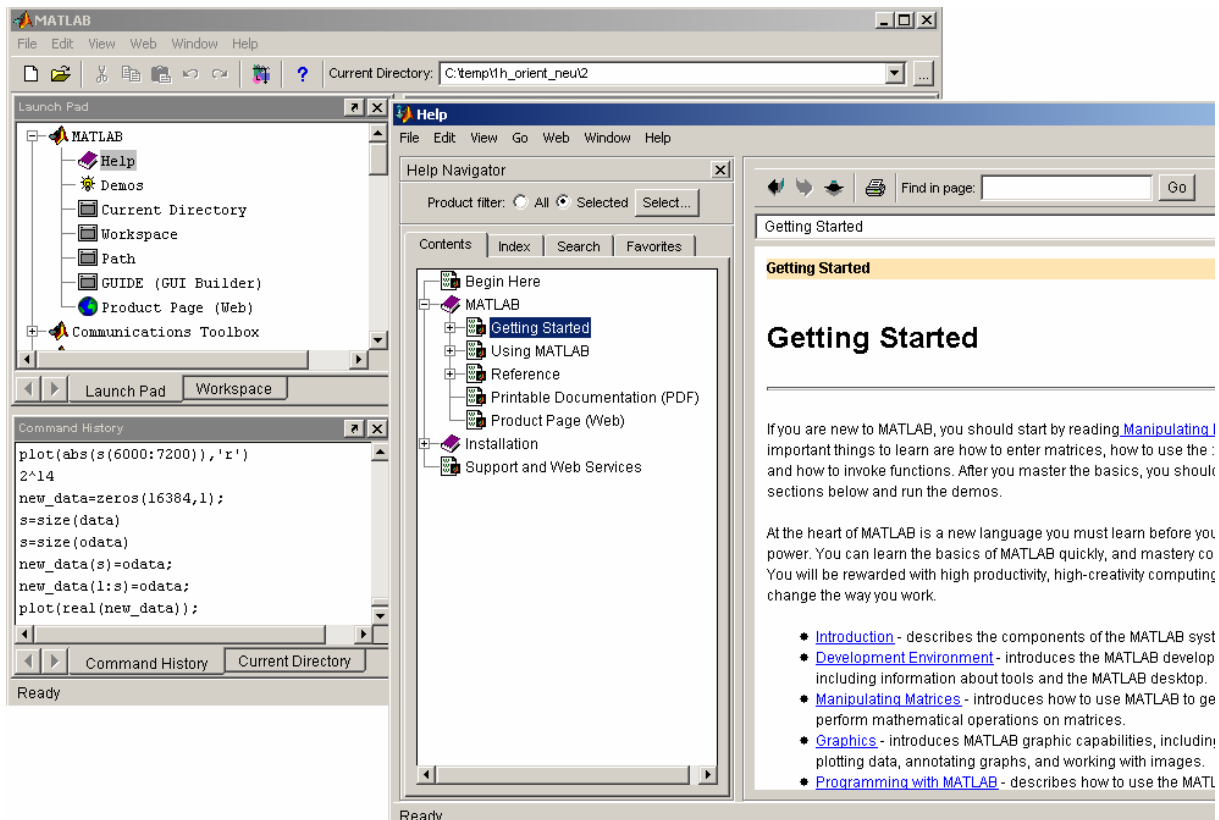 MATLAB
File Edit View Web Window Help
? Current Directory: C:\temp\1h_orient_neu\2 ...
Launch Pad
MATLAB
Help
Demos
Current Directory
Workspace
Path
GUIDE (GUI Builder)
Product Page (Web)
Communications Toolbox
Launch Pad Workspace
Command History
plot(abs(s(6000:7200)),'r')
2^14
new_data=zeros(16384,1);
s=size(data)
s=size(odata)
new_data(s)=odata;
new_data(1:s)=odata;
plot(real(new_data));
Command History Current Directory
Ready
Help
File Edit View Go Web Window Help
Help Navigator
Product filter: All Selected Select...
Contents Index Search Favorites
Begin Here
MATLAB
Getting Started
Using MATLAB
Reference
Printable Documentation (PDF)
Product Page (Web)
Installation
Support and Web Services
Find in page: Go
Getting Started
Getting Started
Getting Started
If you are new to MATLAB, you should start by reading Manipulating
important things to learn are how to enter matrices, how to use the :
and how to invoke functions. After you master the basics, you should
sections below and run the demos.
At the heart of MATLAB is a new language you must learn before you
power. You can learn the basics of MATLAB quickly, and mastery co
You will be rewarded with high productivity, high-creativity computing
change the way you work.
Introduction - describes the components of the MATLAB syst
Development Environment - introduces the MATLAB develop
including information about tools and the MATLAB desktop.
Manipulating Matrices - introduces how to use MATLAB to ge
perform mathematical operations on matrices.
Graphics - introduces MATLAB graphic capabilities, including
plotting data, annotating graphs, and working with images.
Programming with MATLAB - describes how to use the MATL
Ready